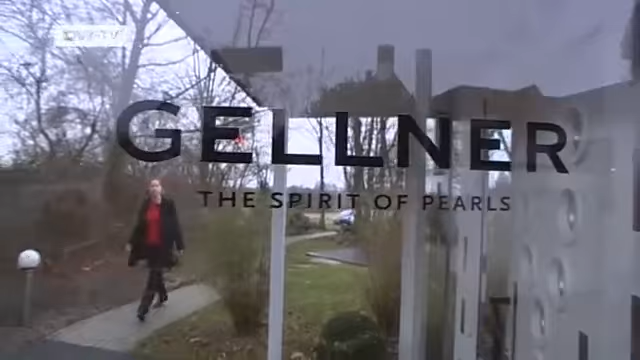 GELLNER
THE SPIRIT OF PEARLS